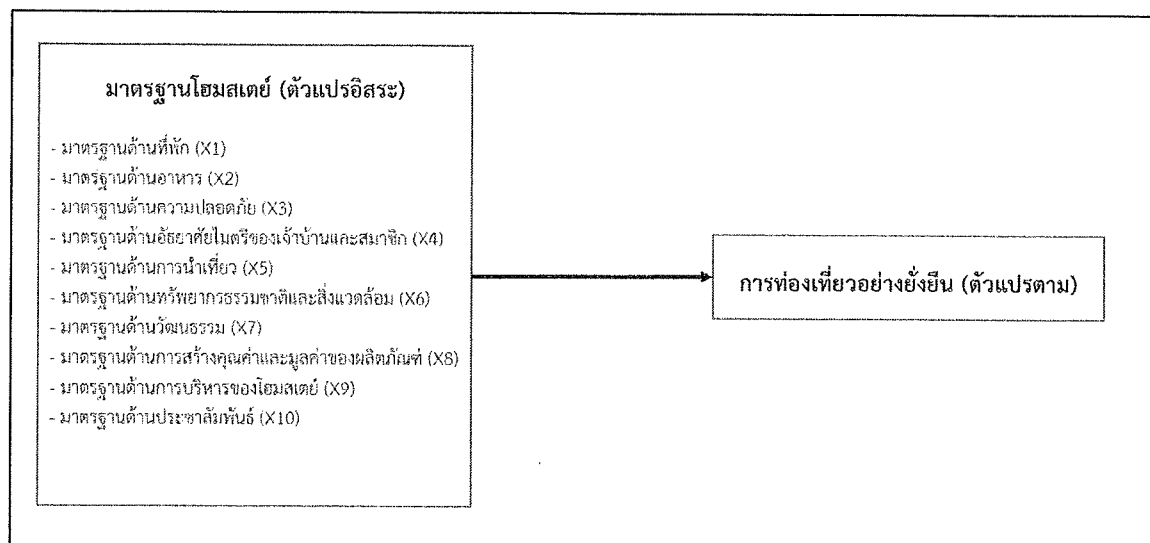 มาตรฐานโฮมสเตย์ (ตัวแปรอิสระ)
- มาตรฐานด้านที่พัก (X1)
- มาตรฐานด้านอาหาร (X2)
- มาตรฐานด้านความปลอดภัย (X3)
- มาตรฐานด้านอัธยาศัยไมตรีของเจ้าบ้านและสมาชิก (X4)
- มาตรฐานด้านการนำเที่ยว (X5)
- มาตรฐานด้านทรัพยากรธรรมชาติและสิ่งแวดล้อม (X6)
- มาตรฐานด้านวัฒนธรรม (X7)
- มาตรฐานด้านการสร้างคุณค่าและมูลค่าของผลิตภัณฑ์ (X8)
- มาตรฐานด้านการบริหารของโฮมสเตย์ (X9)
- มาตรฐานด้านประชาสัมพันธ์ (X10)
การท่องเที่ยวอย่างยั่งยืน (ตัวแปรตาม)